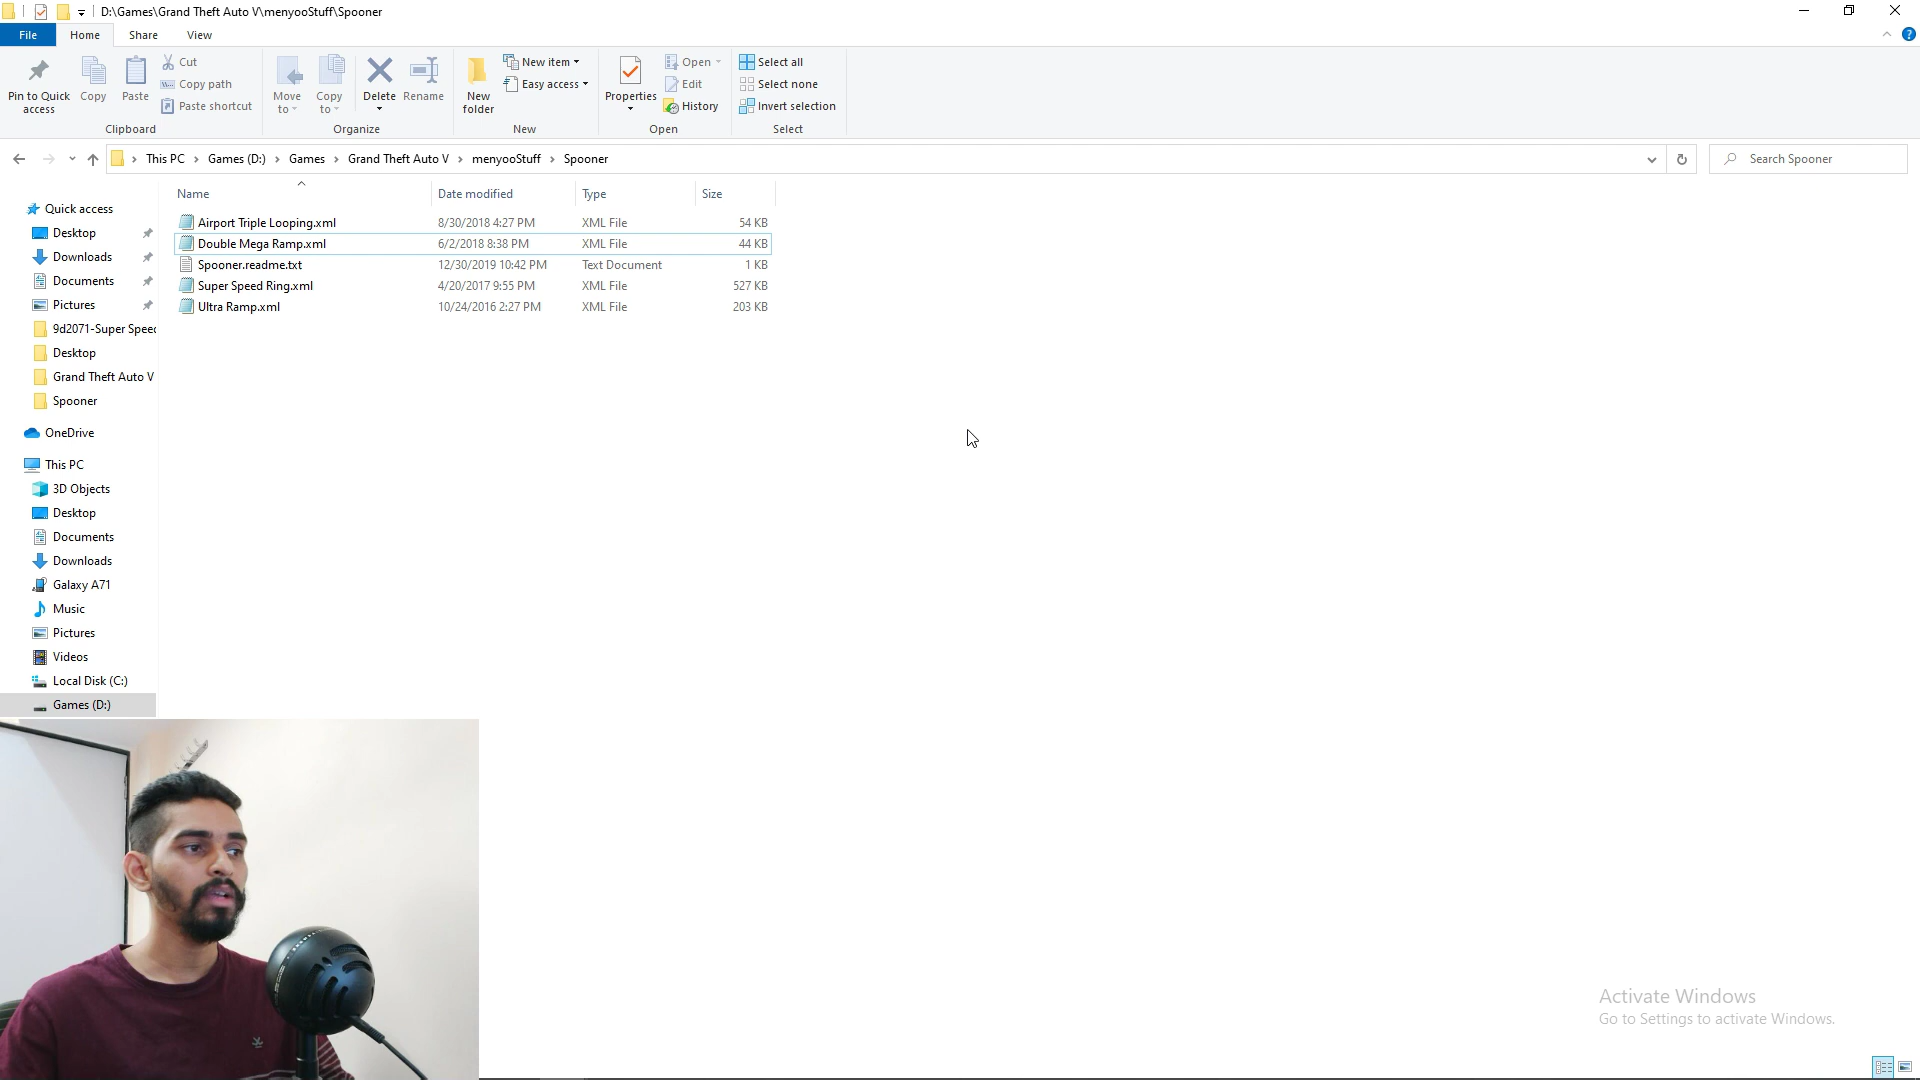 D:\Games\Grand Theft Auto V\menyooStuff\Spooner
File Home Share View
Pin to Quick access
Copy
Paste
Cut
Copy path
Paste shortcut
Clipboard
Move to
Copy to
Delete
Rename
Organize
New folder
New item
Easy access
New
Properties
Open
Edit
History
Open
Select all
Select none
Invert selection
Select
This PC > Games (D:) > Games > Grand Theft Auto V > menyooStuff > Spooner
Search Spooner
Name Date modified Type Size
Airport Triple Looping.xml 8/30/2018 4:27 PM XML File 54 KB
Double Mega Ramp.xml 6/2/2018 8:38 PM XML File 44 KB
Spooner.readme.txt 12/30/2019 10:42 PM Text Document 1 KB
Super Speed Ring.xml 4/20/2017 9:55 PM XML File 527 KB
Ultra Ramp.xml 10/24/2016 2:27 PM XML File 203 KB
Quick access
Desktop
Downloads
Documents
Pictures
9d2071-Super Speed
Desktop
Grand Theft Auto V
Spooner
OneDrive
This PC
3D Objects
Desktop
Documents
Downloads
Galaxy A71
Music
Pictures
Videos
Local Disk (C:)
Games (D:)
Activate Windows
Go to Settings to activate Windows.